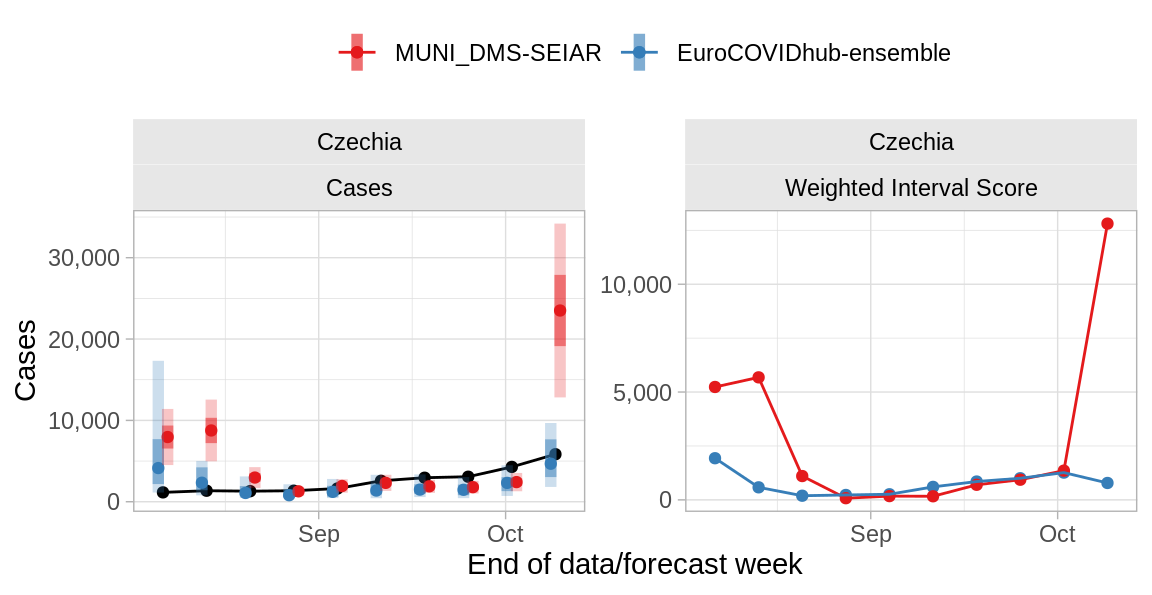 MUNI_DMS-SEIAR EuroCOVIDhub-ensemble
Czechia
Cases
Czechia
Weighted Interval Score
Cases
30,000
20,000
10,000
0
Sep
Oct
10,000
5,000
0
Sep
Oct
End of data/forecast week